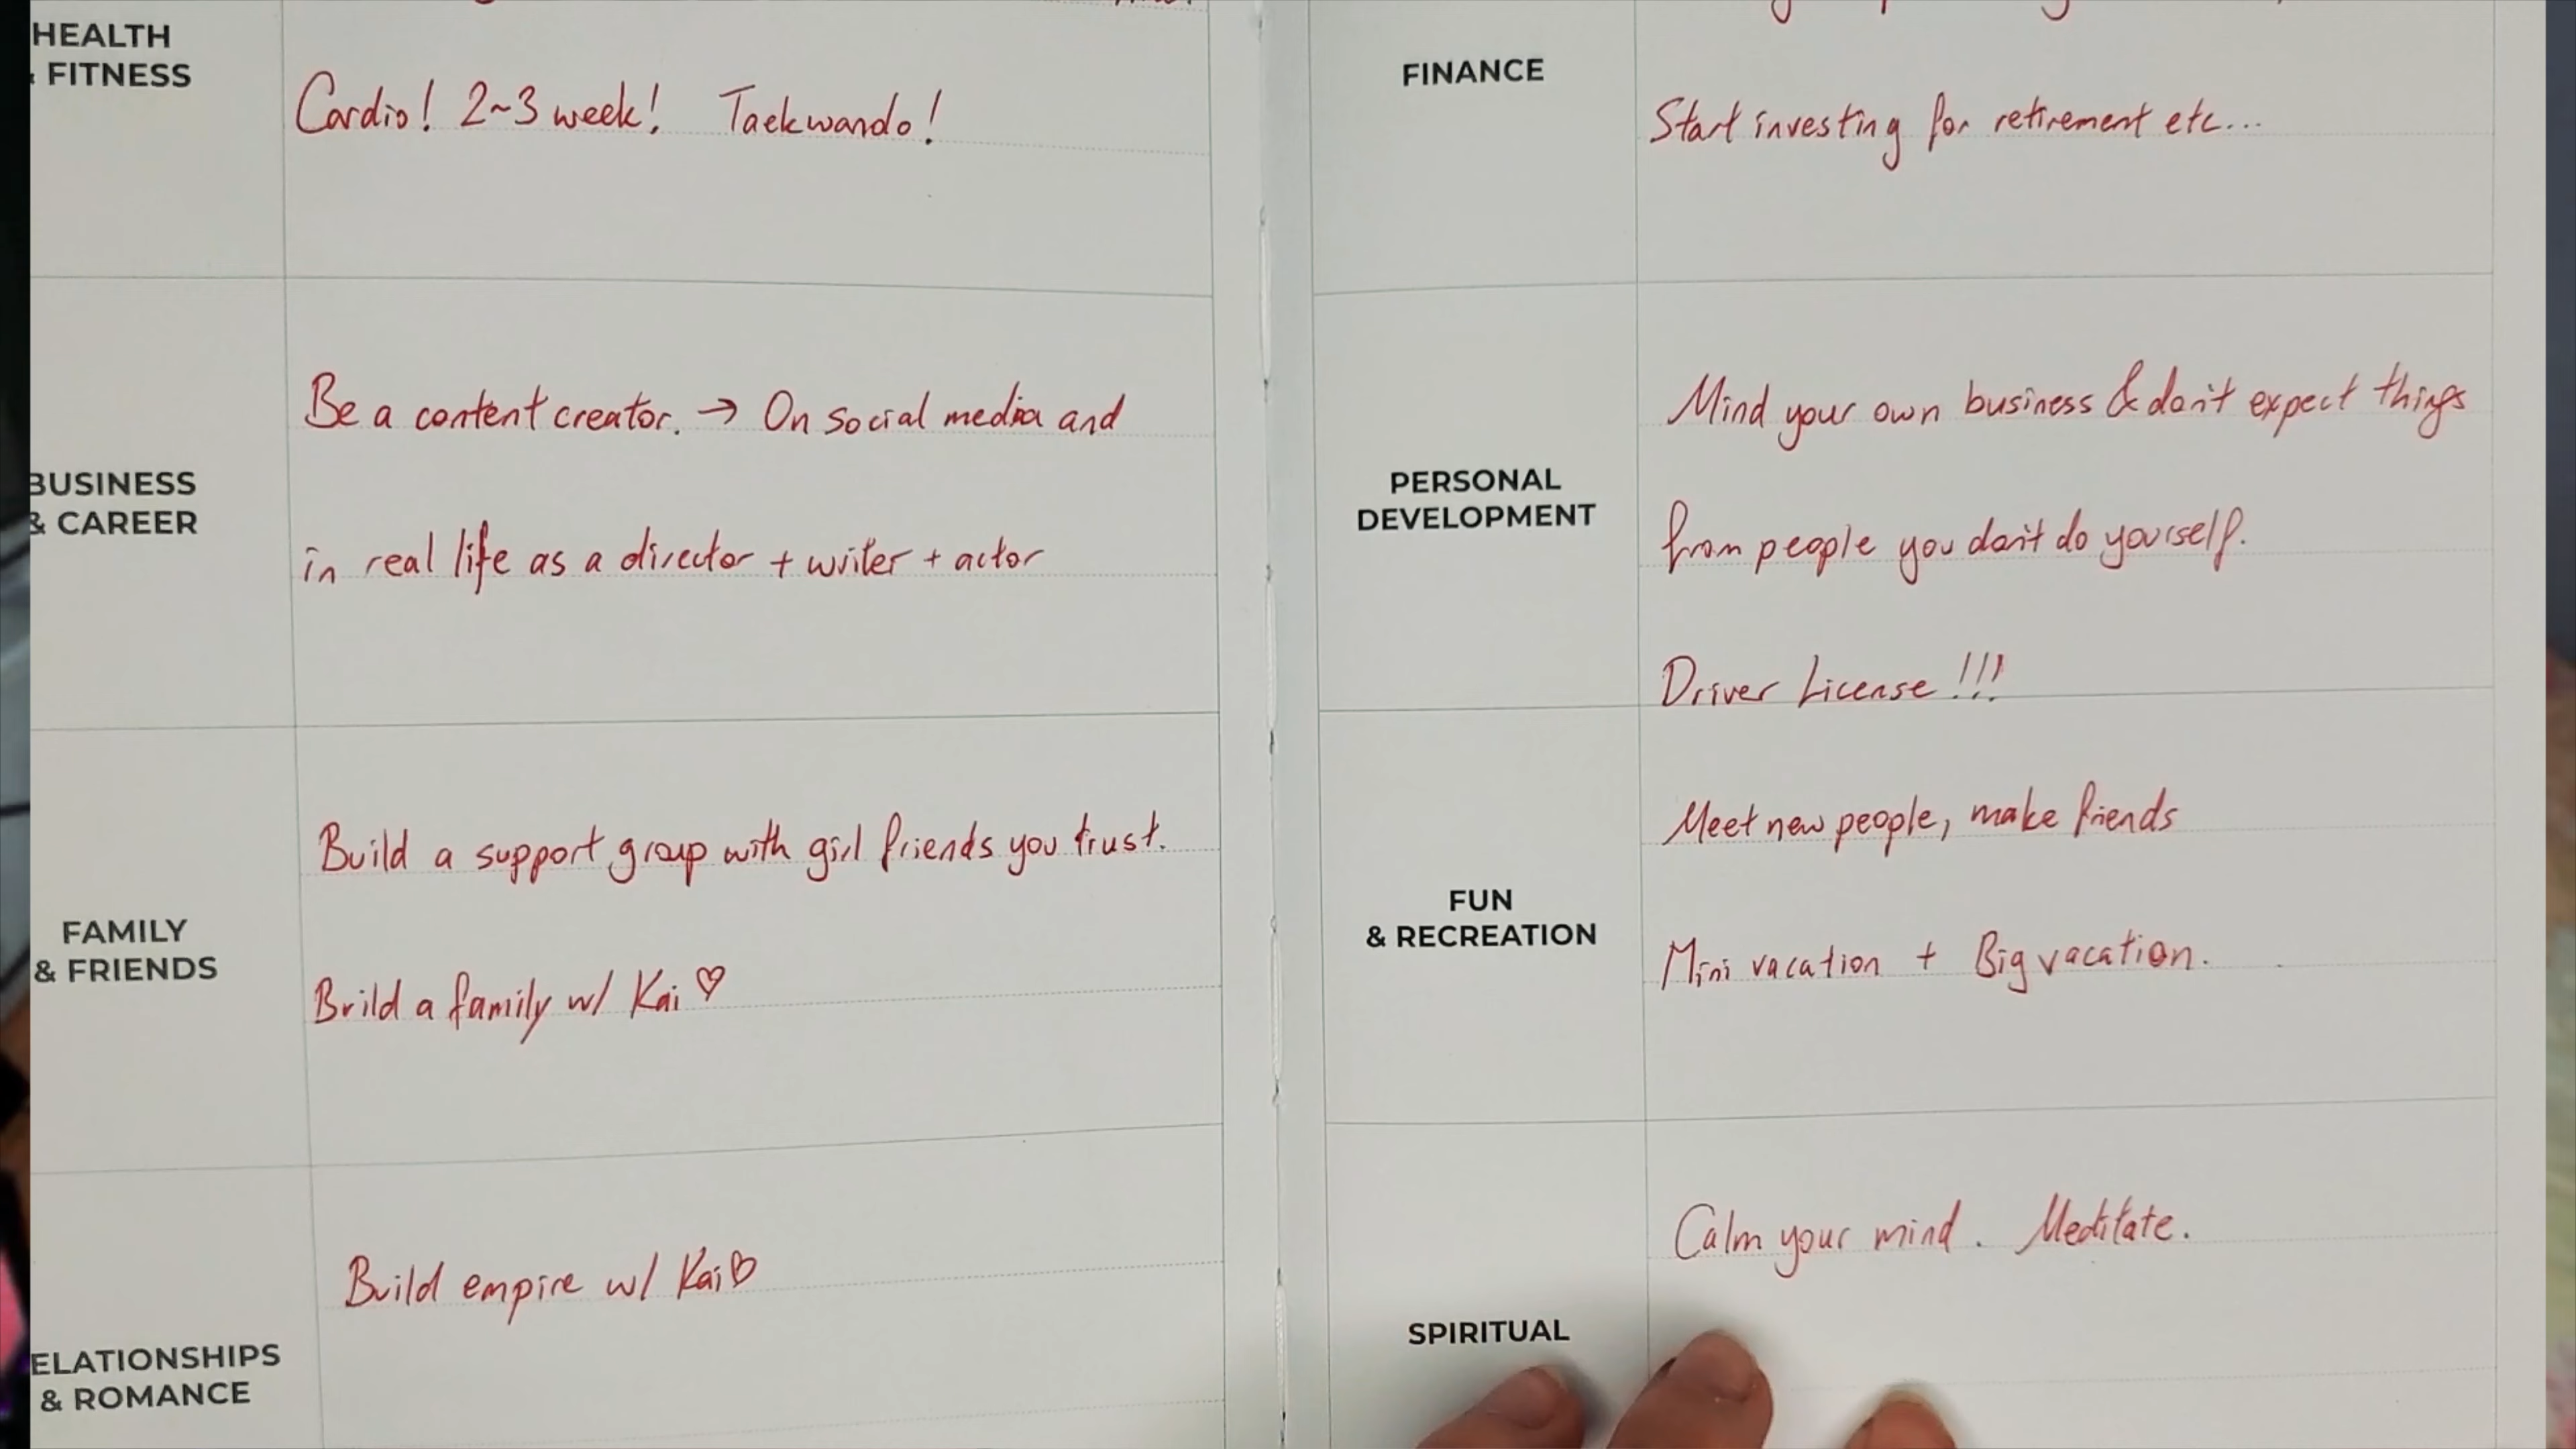 HEALTH
& FITNESS
Cardio! 2~3 week! Taekwando!
BUSINESS
& CAREER
Be a content creator. → On social media and
in real life as a director + writer + actor
FAMILY
& FRIENDS
Build a support group with girl friends you trust.
Build a family w/ Kai ♡
ELATIONSHIPS
& ROMANCE
Build empire w/ Kai♡
FINANCE
Start investing for retirement etc...
PERSONAL
DEVELOPMENT
Mind your own business & don't expect things
from people you don't do yourself.
Driver License!!!
FUN
& RECREATION
Meet new people, make friends
Mini vacation + Big vacation.
SPIRITUAL
Calm your mind. Meditate.